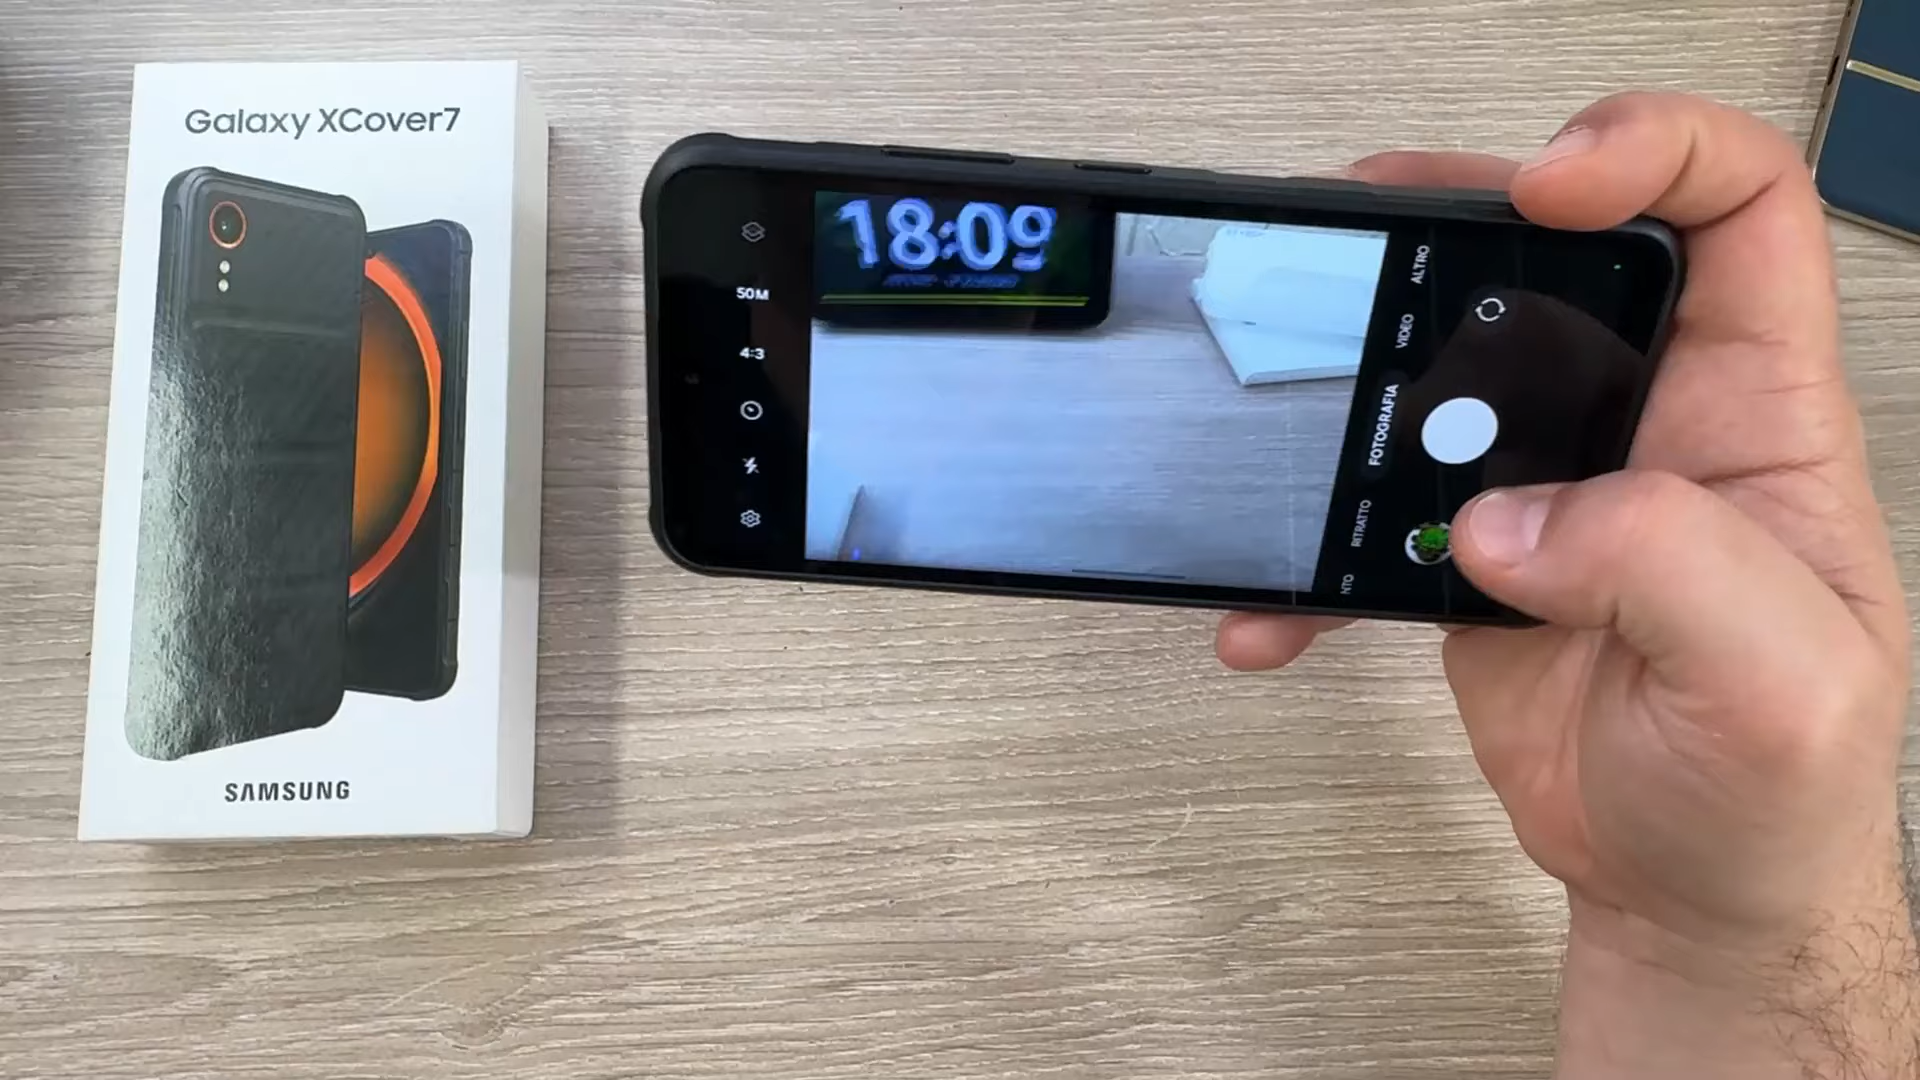 Galaxy XCover7
SAMSUNG
18:09
50M
4:3
ALTRO
VIDEO
FOTOGRAFIA
RITRATTO
NTO